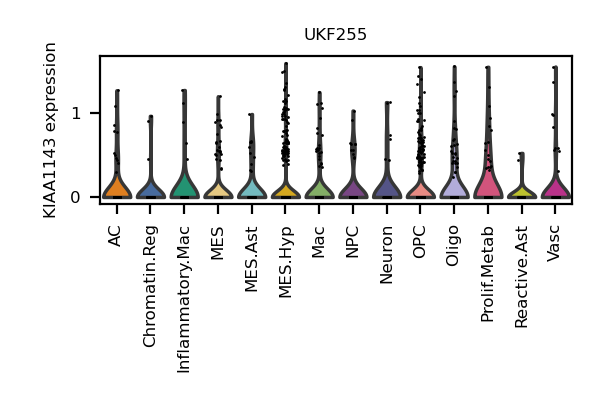 UKF255
KIAA1143 expression
1
0
AC
Chromatin.Reg
Inflammatory.Mac
MES
MES.Ast
MES.Hyp
Mac
NPC
Neuron
OPC
Oligo
Prolif.Metab
Reactive.Ast
Vasc